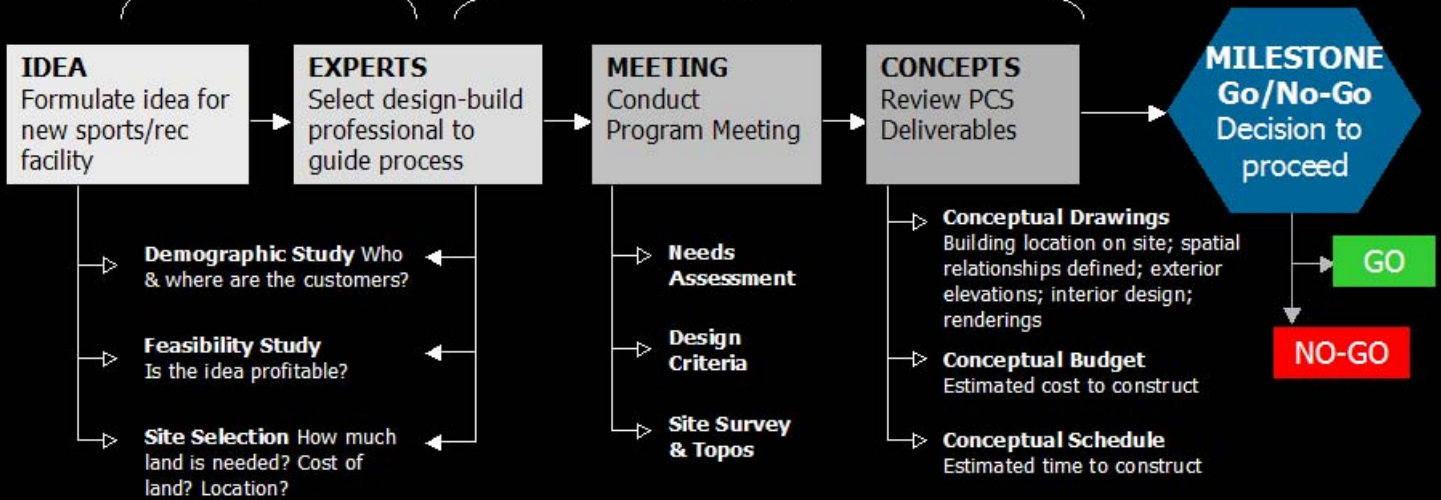 IDEA
Formulate idea for
new sports/rec
facility
EXPERTS
Select design-build
professional to
guide process
MEETING
Conduct
Program Meeting
CONCEPTS
Review PCS
Deliverables
MILESTONE
Go/No-Go
Decision to
proceed
Demographic Study Who
& where are the customers?
Feasibility Study
Is the idea profitable?
Site Selection How much
land is needed? Cost of
land? Location?
Needs
Assessment
Design
Criteria
Site Survey
& Topos
Conceptual Drawings
Building location on site; spatial
relationships defined; exterior
elevations; interior design;
renderings
Conceptual Budget
Estimated cost to construct
Conceptual Schedule
Estimated time to construct
GO
NO-GO